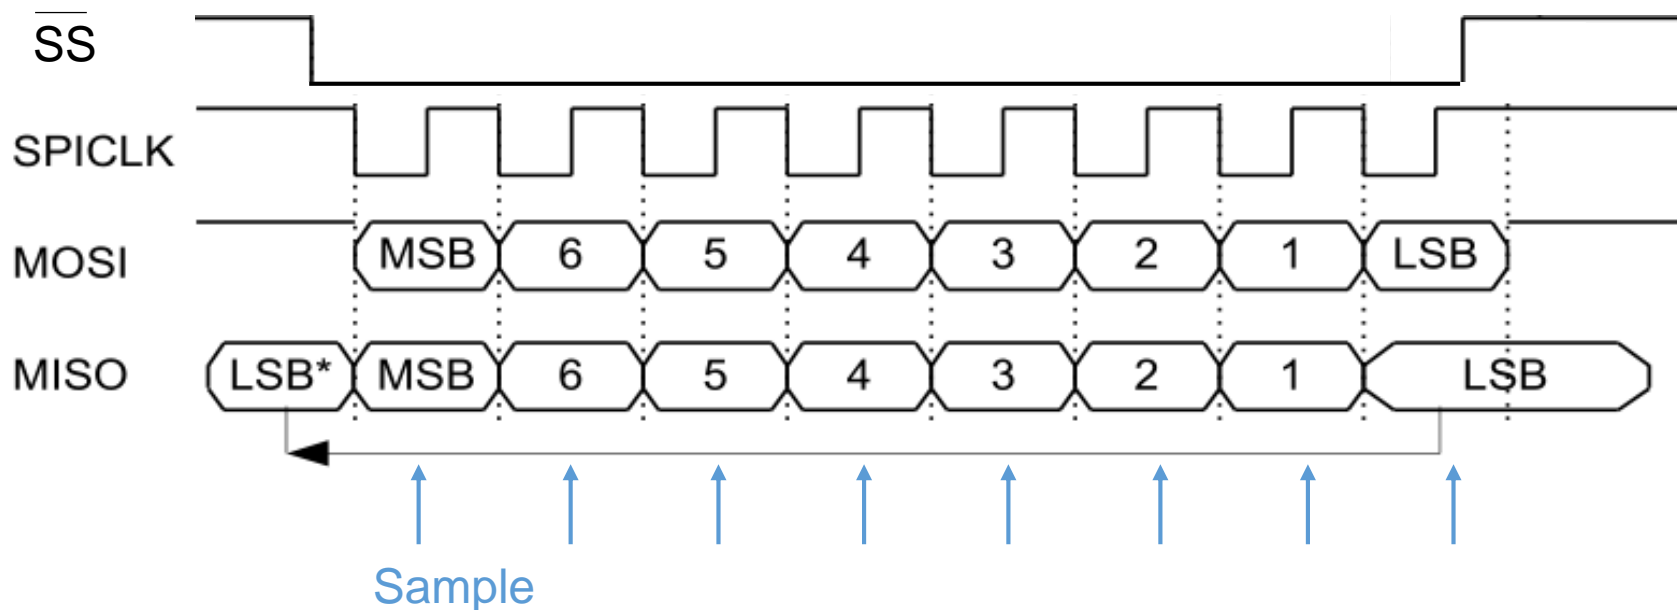 S̅S̅
SPICLK
MOSI MSB 6 5 4 3 2 1 LSB
MISO LSB* MSB 6 5 4 3 2 1 LSB
Sample